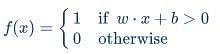 f(x) = { 1 if w · x + b > 0
0 otherwise